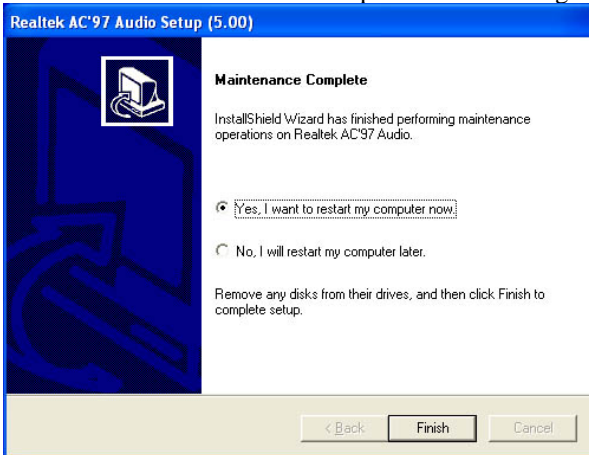 Realtek AC'97 Audio Setup (5.00)
Maintenance Complete
InstallShield Wizard has finished performing maintenance
operations on Realtek AC'97 Audio.
Yes, I want to restart my computer now.
No, I will restart my computer later.
Remove any disks from their drives, and then click Finish to
complete setup.
< Back Finish Cancel